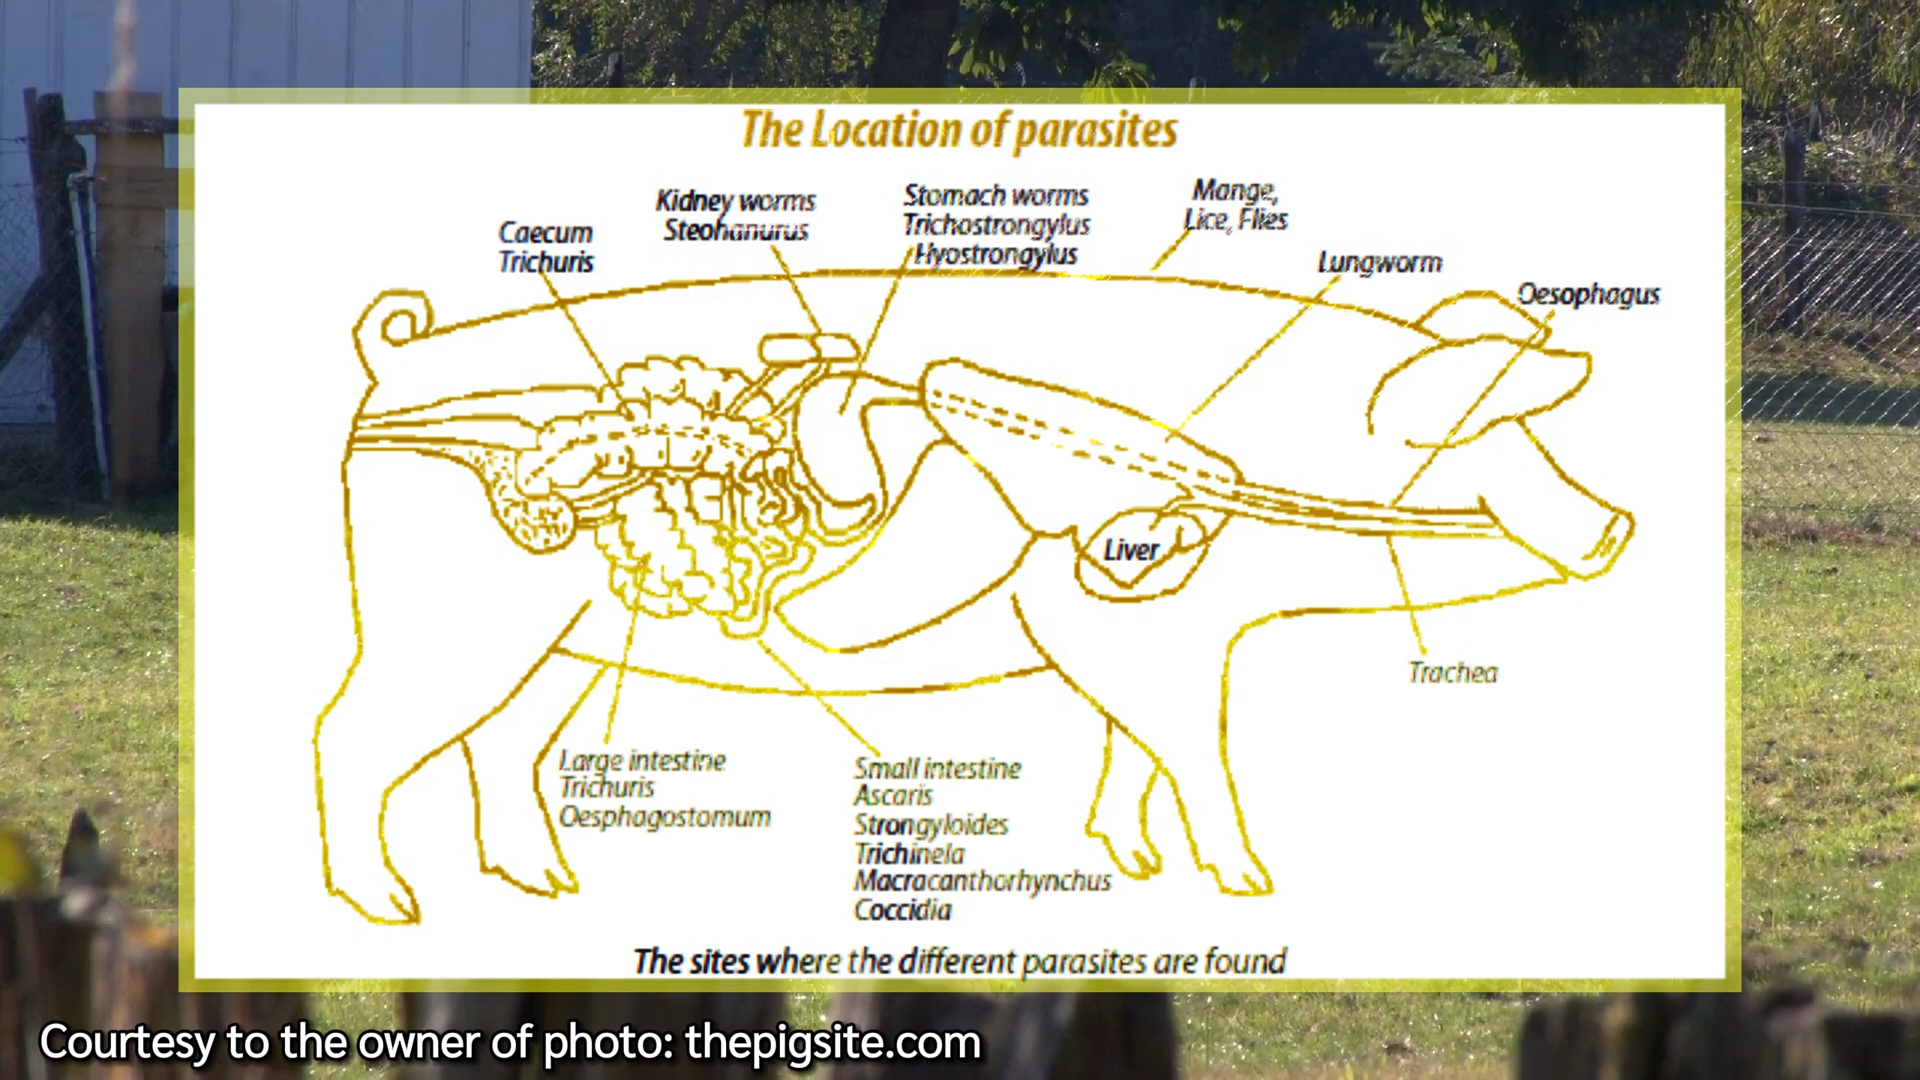 The Location of parasites
Caecum
Trichuris
Kidney worms
Steohanurus
Stomach worms
Trichostrongylus
Hyostrongylus
Mange,
Lice, Flies
Lungworm
Oesophagus
Liver
Trachea
Large intestine
Trichuris
Oesphagostomum
Small intestine
Ascaris
Strongyloides
Trichinela
Macracanthorhynchus
Coccidia
The sites where the different parasites are found
Courtesy to the owner of photo: thepigsite.com